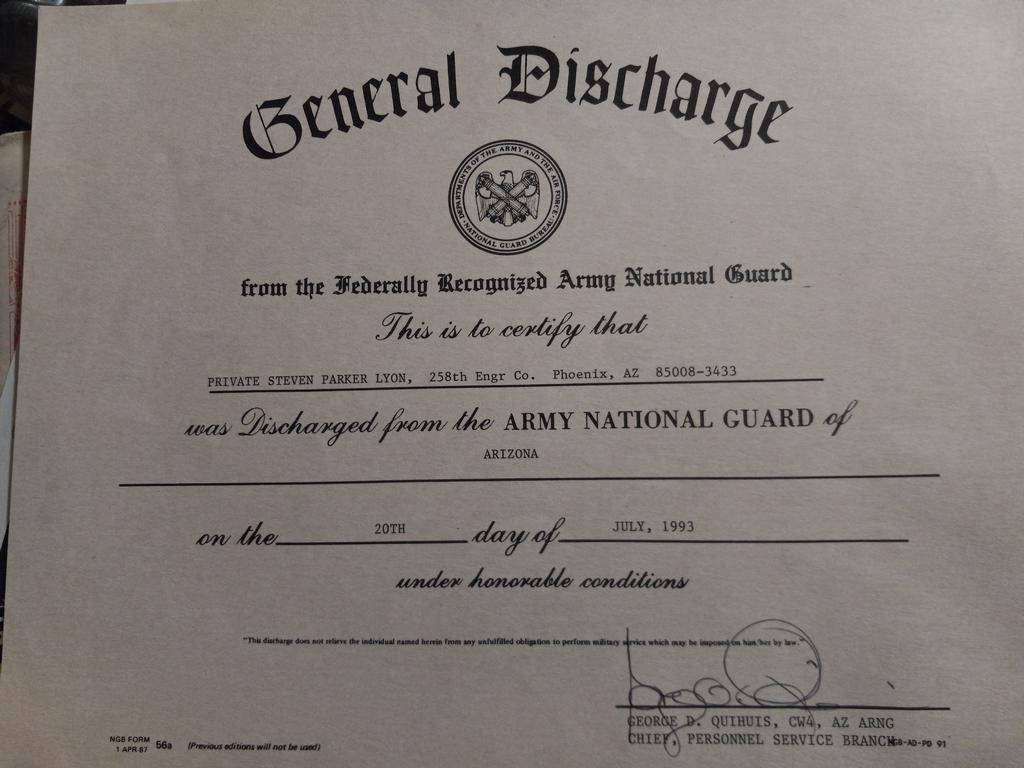 General Discharge
DEPARTMENTS OF THE ARMY AND THE AIR FORCE
NATIONAL GUARD BUREAU
from the Federally Recognized Army National Guard
This is to certify that
PRIVATE STEVEN PARKER LYON, 258th Engr Co. Phoenix, AZ 85008-3433
was Discharged from the ARMY NATIONAL GUARD of
ARIZONA
on the 20TH day of JULY, 1993
under honorable conditions
"This discharge does not relieve the individual named herein from any unfulfilled obligation to perform military service which may be imposed on him/her by law."
GEORGE D. QUIHUIS, CW4, AZ ARNG
CHIEF, PERSONNEL SERVICE BRANCH
NGB FORM 56a (Previous editions will not be used)
1 APR 87
NGB-AD-PD 91